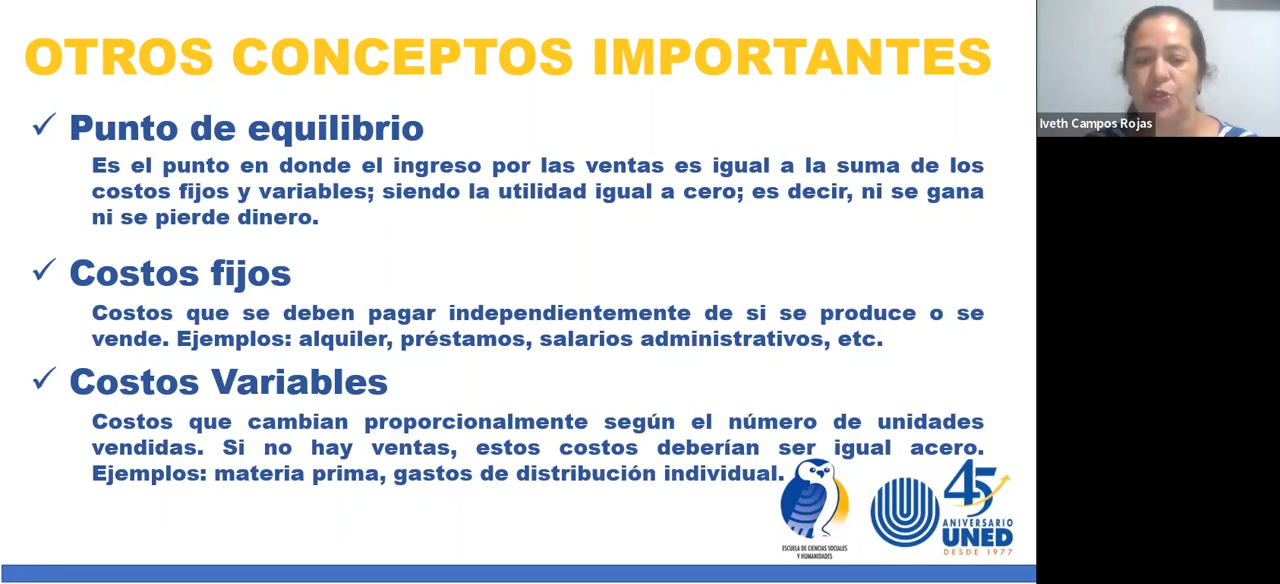 OTROS CONCEPTOS IMPORTANTES
Punto de equilibrio
Es el punto en donde el ingreso por las ventas es igual a la suma de los
costos fijos y variables; siendo la utilidad igual a cero; es decir, ni se gana
ni se pierde dinero.
Costos fijos
Costos que se deben pagar independientemente de si se produce o se
vende. Ejemplos: alquiler, préstamos, salarios administrativos, etc.
Costos Variables
Costos que cambian proporcionalmente según el número de unidades
vendidas. Si no hay ventas, estos costos deberían ser igual acero.
Ejemplos: materia prima, gastos de distribución individual.
ESCUELA DE CIENCIAS SOCIALES
Y HUMANIDADES
45
ANIVERSARIO
UNED
DESDE 1977
Iveth Campos Rojas